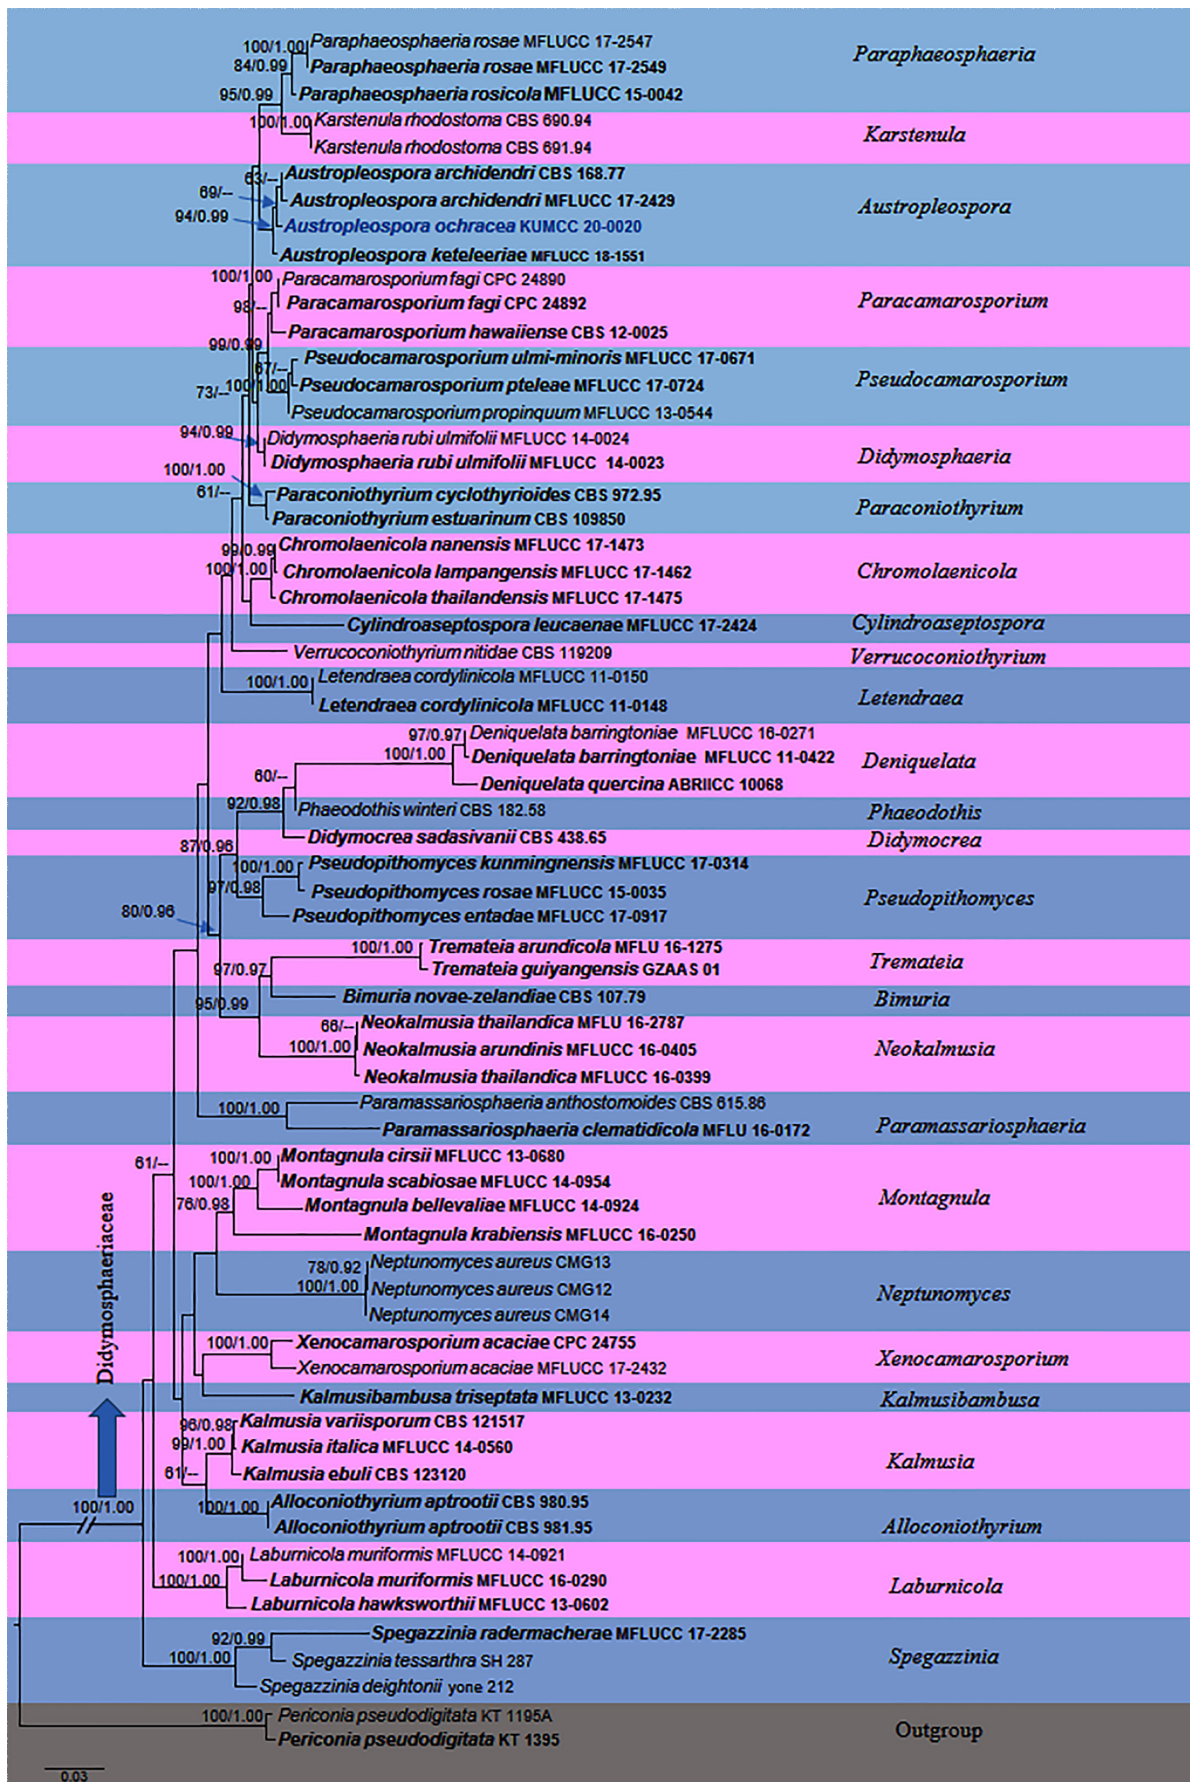 100/1.00 Paraphaeosphaeria rosae MFLUCC 17-2547
Paraphaeosphaeria
84/0.99 Paraphaeosphaeria rosae MFLUCC 17-2549
95/0.99 Paraphaeosphaeria rosicola MFLUCC 15-0042
100/1.00 Karstenula rhodostoma CBS 690.94
Karstenula
Karstenula rhodostoma CBS 691.94
63/-- Austropleospora archidendri CBS 168.77
69/-- Austropleospora archidendri MFLUCC 17-2429
Austropleospora
94/0.99 Austropleospora ochracea KUMCC 20-0020
Austropleospora keteleeriae MFLUCC 18-1551
100/1.00 Paracamarosporium fagi CPC 24890
98/-- Paracamarosporium fagi CPC 24892
Paracamarosporium
Paracamarosporium hawaiiense CBS 12-0025
99/0.99
67/-- Pseudocamarosporium ulmi-minoris MFLUCC 17-0671
73/-- 100/1.00 Pseudocamarosporium pteleae MFLUCC 17-0724
Pseudocamarosporium
Pseudocamarosporium propinquum MFLUCC 13-0544
94/0.99 Didymosphaeria rubi ulmifolii MFLUCC 14-0024
Didymosphaeria
Didymosphaeria rubi ulmifolii MFLUCC 14-0023
100/1.00
61/-- Paraconiothyrium cyclothyrioides CBS 972.95
Paraconiothyrium
Paraconiothyrium estuarinum CBS 109850
99/0.99 Chromolaenicola nanensis MFLUCC 17-1473
100/1.00 Chromolaenicola lampangensis MFLUCC 17-1462
Chromolaenicola
Chromolaenicola thailandensis MFLUCC 17-1475
Cylindroaseptospora leucaenae MFLUCC 17-2424
Cylindroaseptospora
Verrucoconiothyrium nitidae CBS 119209
Verrucoconiothyrium
100/1.00 Letendraea cordylinicola MFLUCC 11-0150
Letendraea
Letendraea cordylinicola MFLUCC 11-0148
97/0.97 Deniquelata barringtoniae MFLUCC 16-0271
100/1.00 Deniquelata barringtoniae MFLUCC 11-0422
Deniquelata
60/-- Deniquelata quercina ABRIICC 10068
92/0.98 Phaeodothis winteri CBS 182.58
Phaeodothis
Didymocrea sadasivanii CBS 438.65
Didymocrea
87/0.96
100/1.00 Pseudopithomyces kunmingnensis MFLUCC 17-0314
97/0.98 Pseudopithomyces rosae MFLUCC 15-0035
Pseudopithomyces
80/0.96 Pseudopithomyces entadae MFLUCC 17-0917
100/1.00 Tremateia arundicola MFLU 16-1275
Tremateia
97/0.97 Tremateia guiyangensis GZAAS 01
95/0.99 Bimuria novae-zelandiae CBS 107.79
Bimuria
66/-- Neokalmusia thailandica MFLU 16-2787
100/1.00 Neokalmusia arundinis MFLUCC 16-0405
Neokalmusia
Neokalmusia thailandica MFLUCC 16-0399
100/1.00 Paramassariosphaeria anthostomoides CBS 615.86
Paramassariosphaeria clematidicola MFLU 16-0172
Paramassariosphaeria
61/-- 100/1.00 Montagnula cirsii MFLUCC 13-0680
100/1.00 Montagnula scabiosae MFLUCC 14-0954
Montagnula
76/0.98 Montagnula bellevaliae MFLUCC 14-0924
Montagnula krabiensis MFLUCC 16-0250
78/0.92 Neptunomyces aureus CMG13
100/1.00 Neptunomyces aureus CMG12
Neptunomyces
Neptunomyces aureus CMG14
100/1.00 Xenocamarosporium acaciae CPC 24755
Xenocamarosporium
Xenocamarosporium acaciae MFLUCC 17-2432
Kalmusibambusa triseptata MFLUCC 13-0232
Kalmusibambusa
96/0.98 Kalmusia variisporum CBS 121517
99/1.00 Kalmusia italica MFLUCC 14-0560
Kalmusia
61/-- Kalmusia ebuli CBS 123120
Didymosphaeriaceae
100/1.00
100/1.00 Alloconiothyrium aptrootii CBS 980.95
Alloconiothyrium aptrootii CBS 981.95
Alloconiothyrium
100/1.00 Laburnicola muriformis MFLUCC 14-0921
100/1.00 Laburnicola muriformis MFLUCC 16-0290
Laburnicola
Laburnicola hawksworthii MFLUCC 13-0602
92/0.99 Spegazzinia radermacherae MFLUCC 17-2285
100/1.00 Spegazzinia tessarthra SH 287
Spegazzinia
Spegazzinia deightonii yone 212
100/1.00 Periconia pseudodigitata KT 1195A
Outgroup
Periconia pseudodigitata KT 1395
0.03